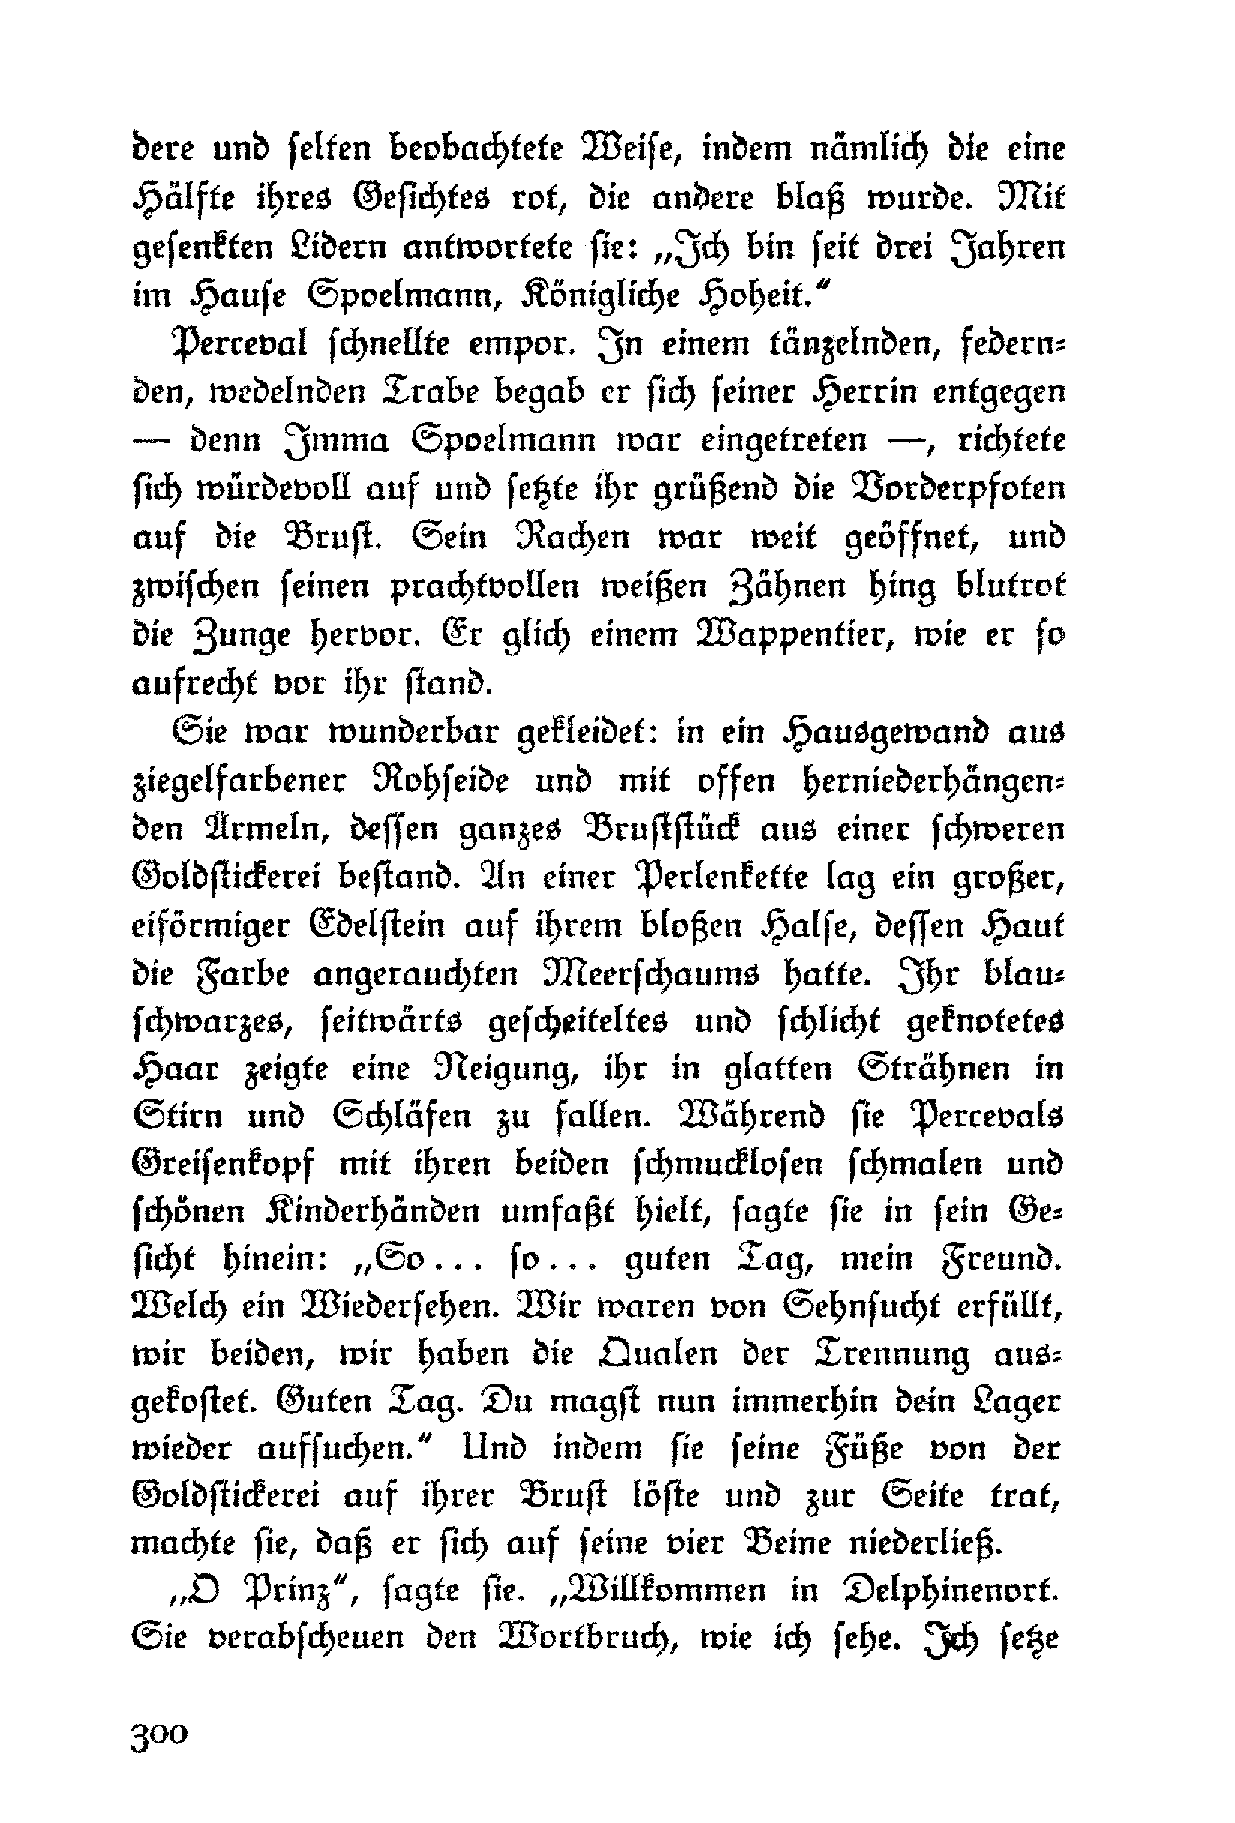 dere und ſelten beobachtete Weiſe, indem nämlich die eine
Hälfte ihres Geſichtes rot, die andere blaß wurde. Mit
geſenkten Lidern antwortete ſie: „Ich bin ſeit drei Jahren
im Hauſe Spoelmann, Königliche Hoheit.“
Perceval ſchnellte empor. In einem tänzelnden, federn⸗
den, wedelnden Trabe begab er ſich ſeiner Herrin entgegen
— denn Imma Spoelmann war eingetreten —, richtete
ſich würdevoll auf und ſetzte ihr grüßend die Vorderpfoten
auf die Bruſt. Sein Rachen war weit geöffnet, und
zwiſchen ſeinen prachtvollen weißen Zähnen hing blutrot
die Zunge hervor. Er glich einem Wappentier, wie er ſo
aufrecht vor ihr ſtand.
Sie war wunderbar gekleidet: in ein Hausgewand aus
ziegelfarbener Rohſeide und mit offen herniederhängen⸗
den Ärmeln, deſſen ganzes Bruſtſtück aus einer ſchweren
Goldſtickerei beſtand. An einer Perlenkette lag ein großer,
eiförmiger Edelſtein auf ihrem bloßen Halſe, deſſen Haut
die Farbe angerauchten Meerſchaums hatte. Ihr blau⸗
ſchwarzes, ſeitwärts geſcheiteltes und ſchlicht geknotetes
Haar zeigte eine Neigung, ihr in glatten Strähnen in
Stirn und Schläfen zu fallen. Während ſie Percevals
Greiſenkopf mit ihren beiden ſchmuckloſen ſchmalen und
ſchönen Kinderhänden umfaßt hielt, ſagte ſie in ſein Ge⸗
ſicht hinein: „So... ſo... guten Tag, mein Freund.
Welch ein Wiederſehen. Wir waren von Sehnſucht erfüllt,
wir beiden, wir haben die Qualen der Trennung aus⸗
gekoſtet. Guten Tag. Du magſt nun immerhin dein Lager
wieder aufſuchen.“ Und indem ſie ſeine Füße von der
Goldſtickerei auf ihrer Bruſt löſte und zur Seite trat,
machte ſie, daß er ſich auf ſeine vier Beine niederließ.
„O Prinz“, ſagte ſie. „Willkommen in Delphinenort.
Sie verabſcheuen den Wortbruch, wie ich ſehe. Ich ſetze
300